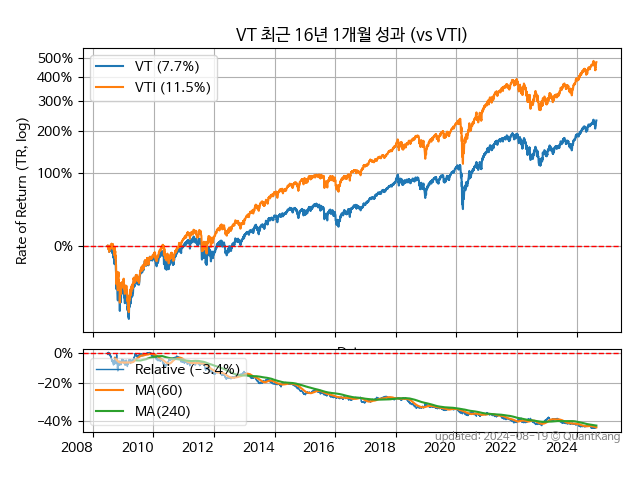 VT 최근 16년 1개월 성과 (vs VTI)
Rate of Return (TR, log)
500%
400%
300%
200%
100%
0%
VT (7.7%)
VTI (11.5%)
0%
−20%
−40%
Relative (−3.4%)
MA(60)
MA(240)
2008 2010 2012 2014 2016 2018 2020 2022 2024
updated: 2024-08-19 © QuantKang